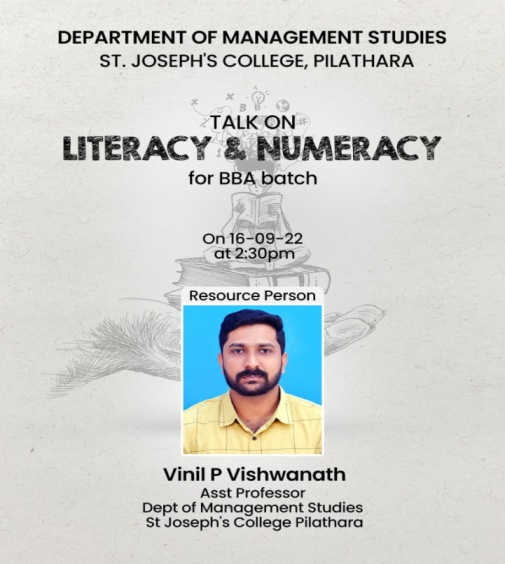 DEPARTMENT OF MANAGEMENT STUDIES
ST. JOSEPH'S COLLEGE, PILATHARA
TALK ON
LITERACY & NUMERACY
for BBA batch
On 16-09-22
at 2:30pm
Resource Person
Vinil P Vishwanath
Asst Professor
Dept of Management Studies
St Joseph's College Pilathara